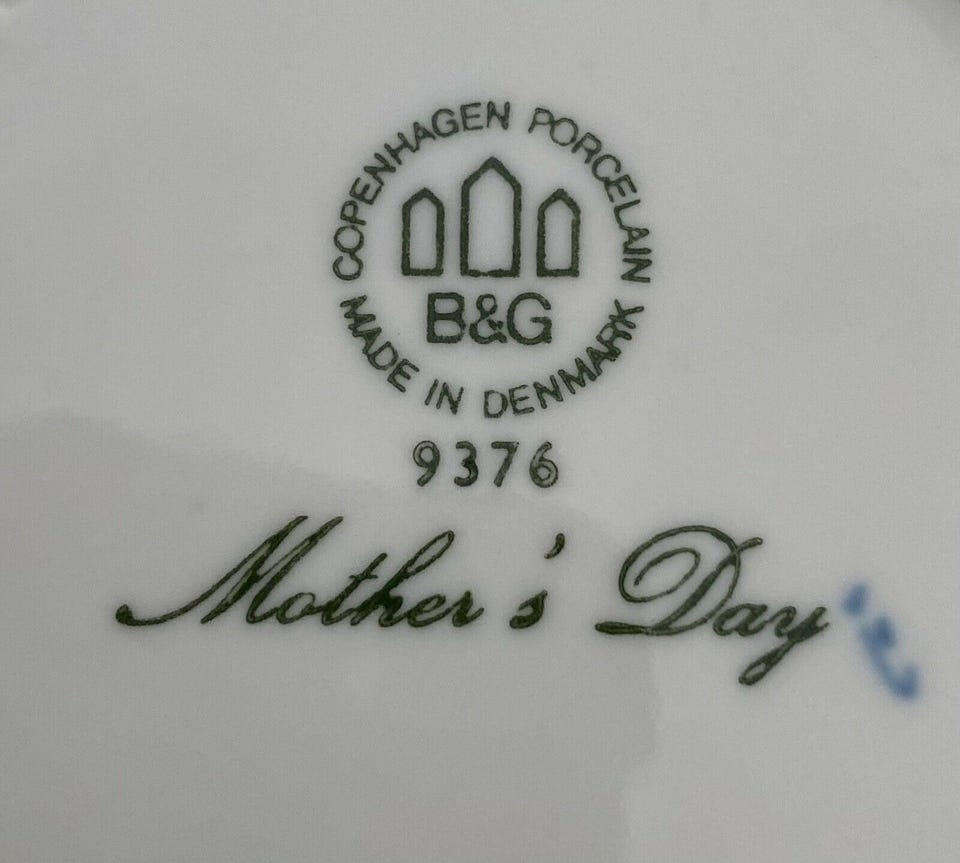 COPENHAGEN PORCELAIN
B&G
MADE IN DENMARK
9376
Mother's Day